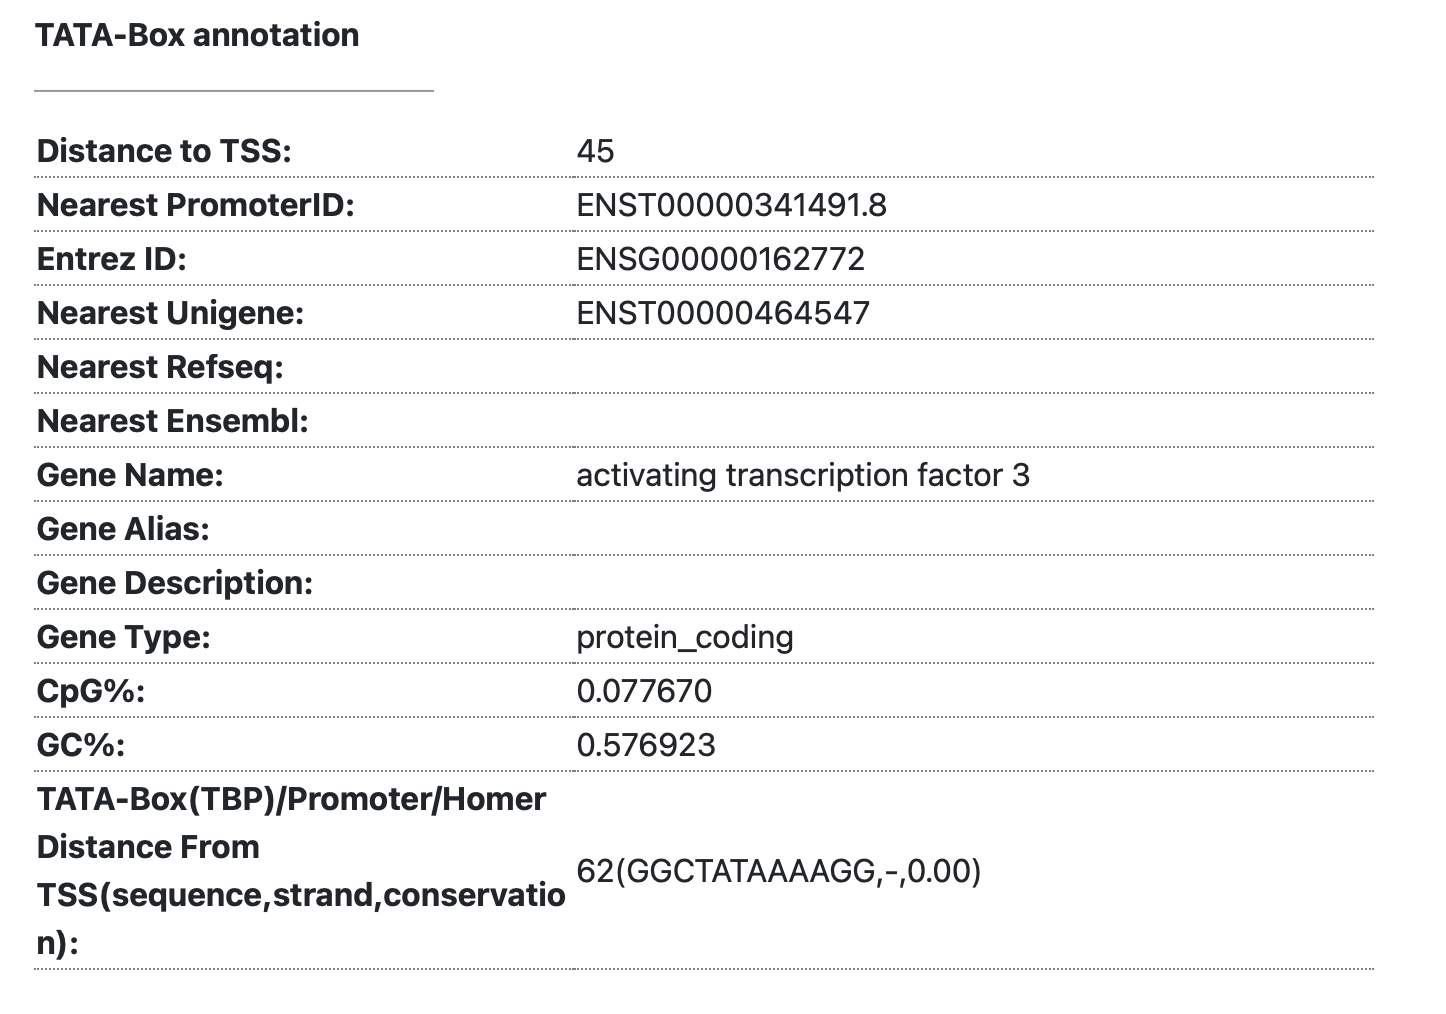 TATA-Box annotation
Distance to TSS: 45
Nearest PromoterID: ENST00000341491.8
Entrez ID: ENSG00000162772
Nearest Unigene: ENST00000464547
Nearest Refseq:
Nearest Ensembl:
Gene Name: activating transcription factor 3
Gene Alias:
Gene Description:
Gene Type: protein_coding
CpG%: 0.077670
GC%: 0.576923
TATA-Box(TBP)/Promoter/Homer
Distance From
TSS(sequence,strand,conservatio
n):
62(GGCTATAAAAGG,-,0.00)